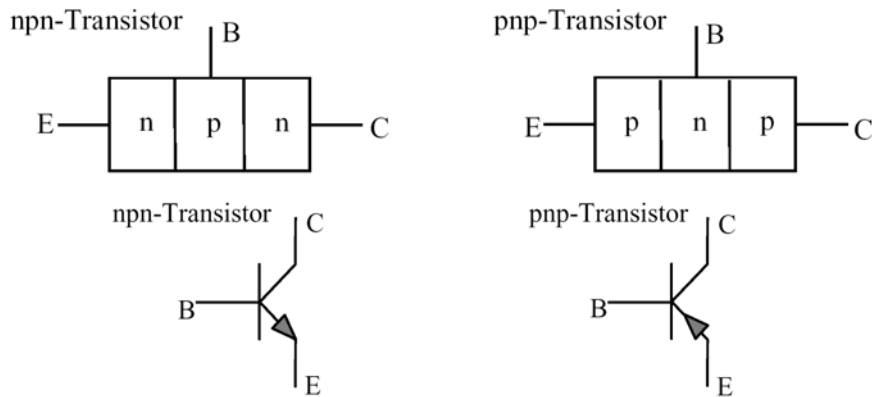 npn-Transistor
B
E n p n C
pnp-Transistor
B
E p n p C
npn-Transistor
C
B
E
pnp-Transistor
C
B
E